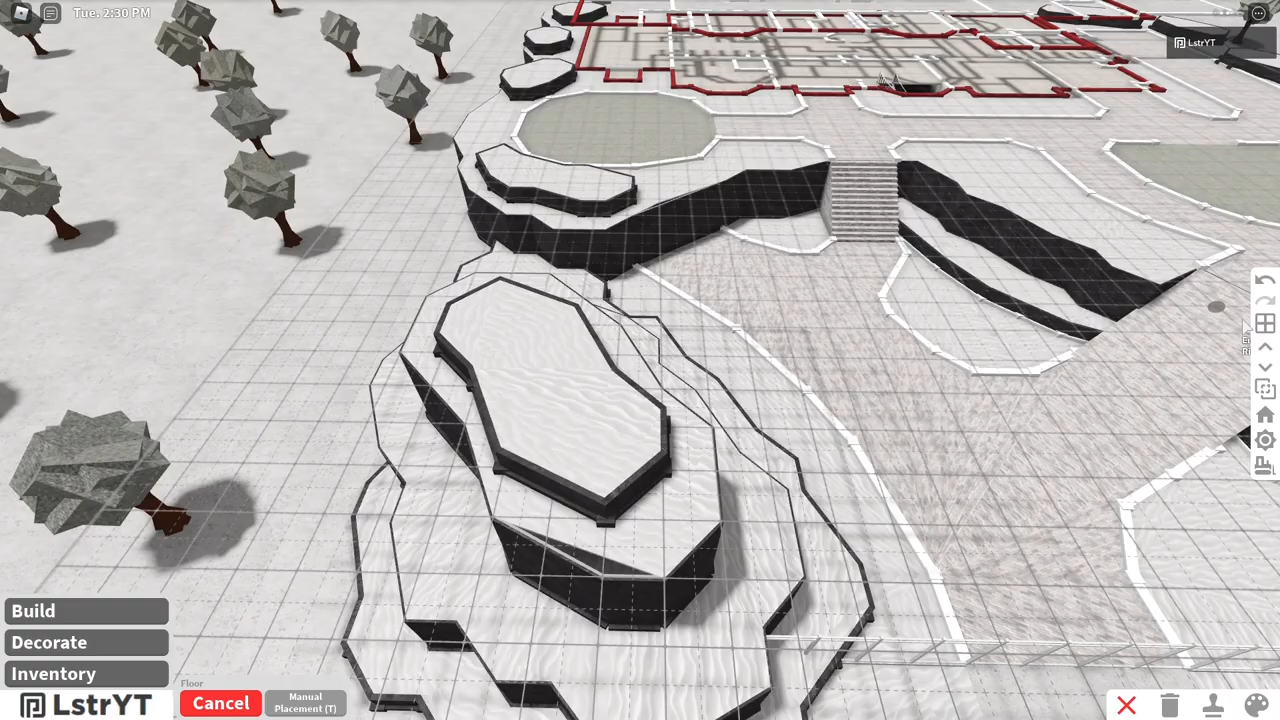 Tue. 2:30 PM
LstrYT
Build
Decorate
Inventory
LstrYT
Floor
Cancel
Manual
Placement (T)